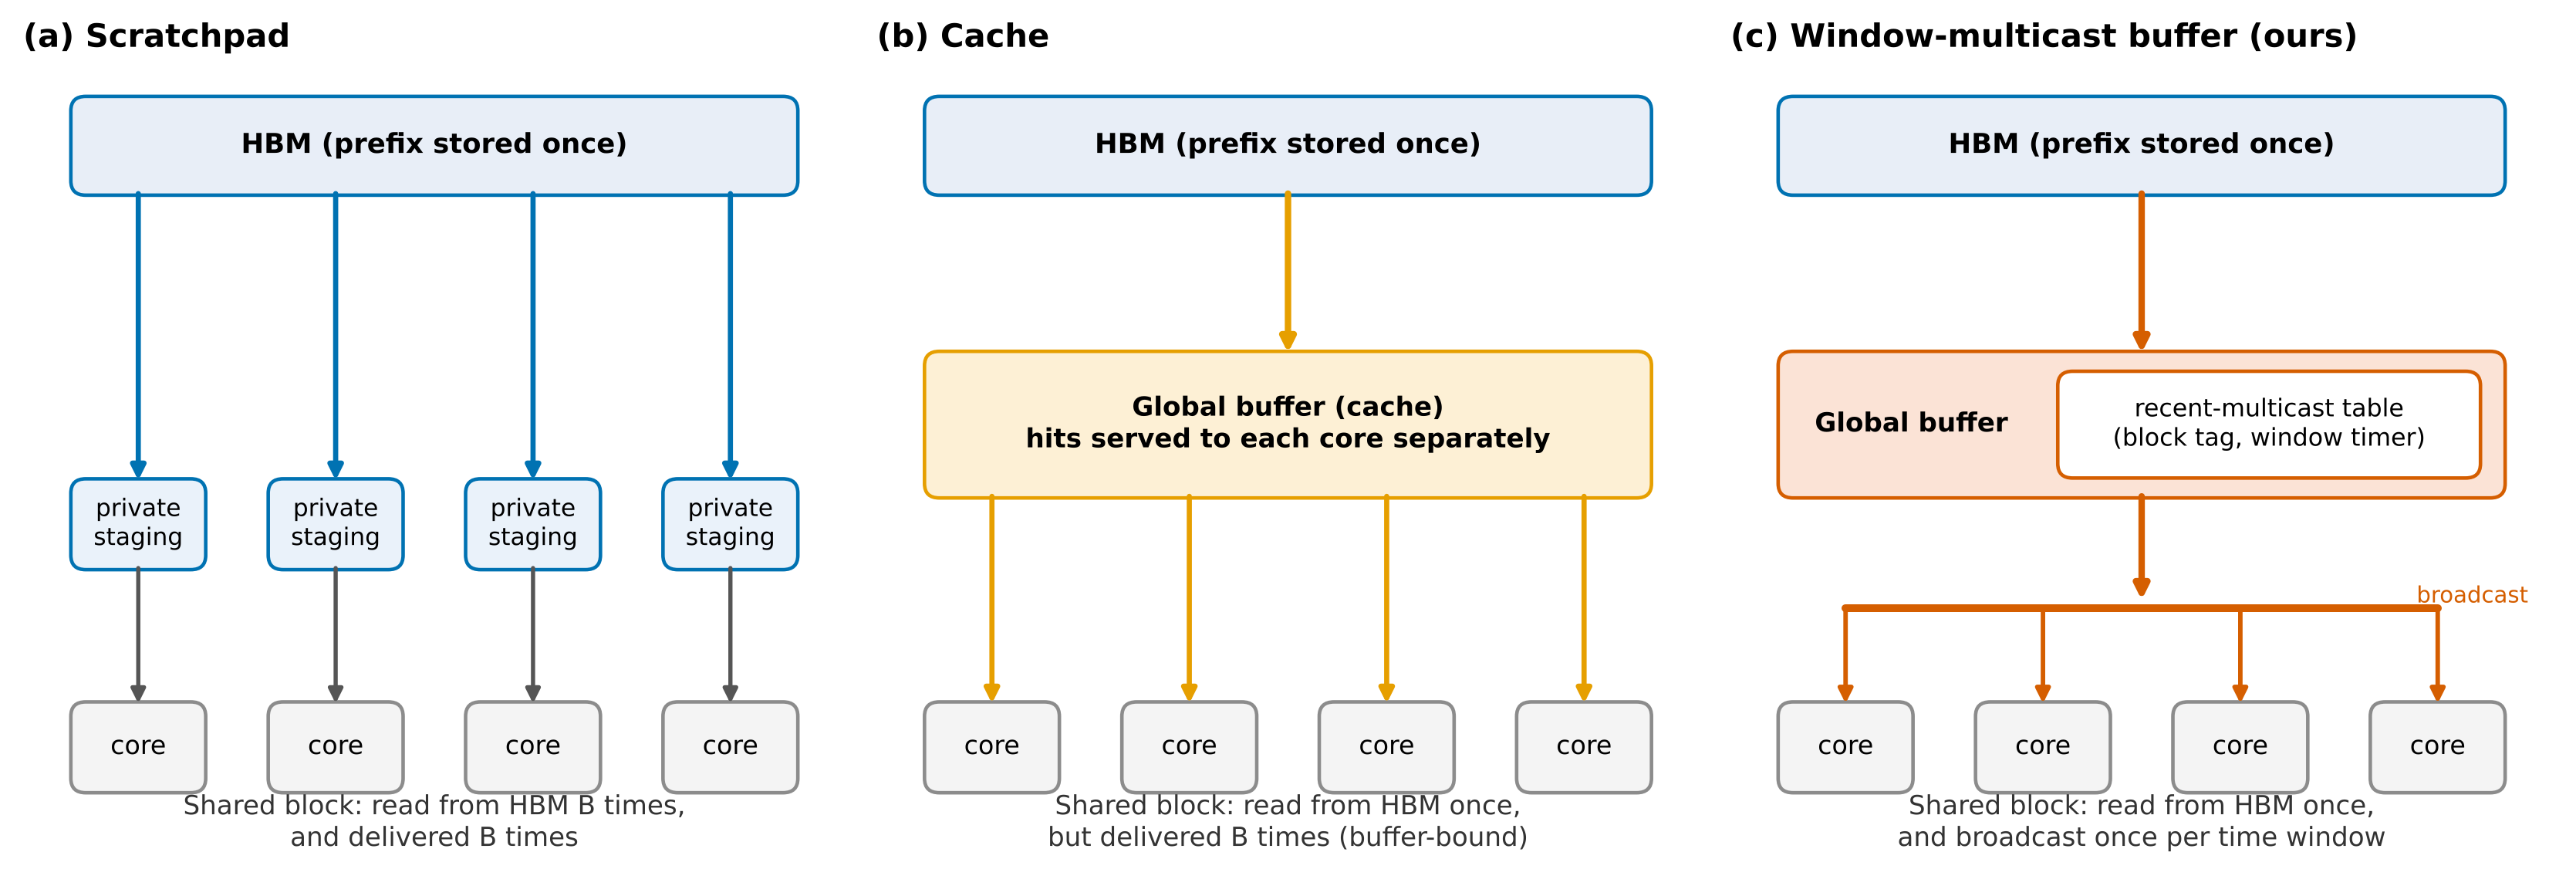 (a) Scratchpad
HBM (prefix stored once)
private
staging
private
staging
private
staging
private
staging
core
core
core
core
Shared block: read from HBM B times,
and delivered B times
(b) Cache
HBM (prefix stored once)
Global buffer (cache)
hits served to each core separately
core
core
core
core
Shared block: read from HBM once,
but delivered B times (buffer-bound)
(c) Window-multicast buffer (ours)
HBM (prefix stored once)
Global buffer
recent-multicast table
(block tag, window timer)
broadcast
core
core
core
core
Shared block: read from HBM once,
and broadcast once per time window